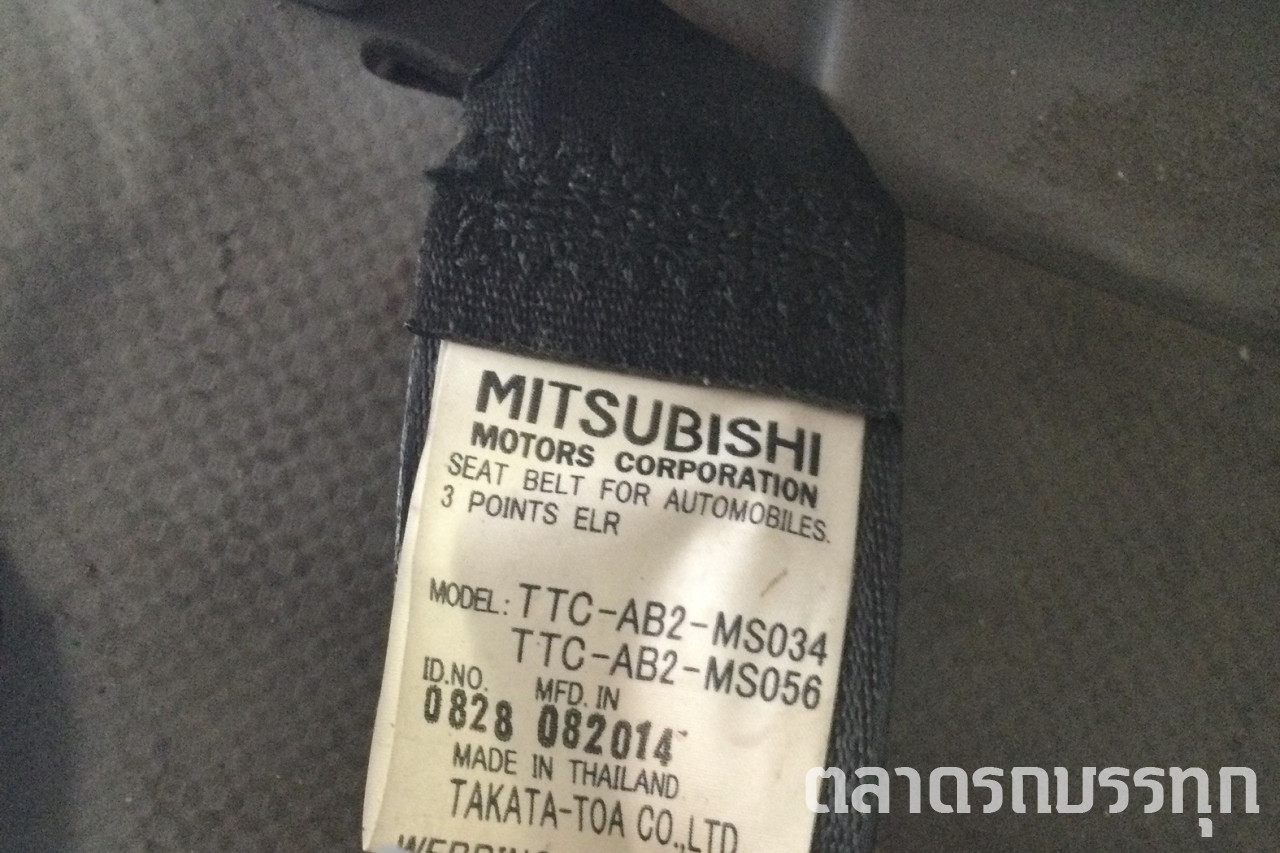 MITSUBISHI
MOTORS CORPORATION
SEAT BELT FOR AUTOMOBILES.
3 POINTS ELR
MODEL: TTC-AB2-MS034
TTC-AB2-MS056
ID.NO. MFD. IN
0828 082014
MADE IN THAILAND
TAKATA-TOA CO.,LTD
ตลาดรถบรรทุก